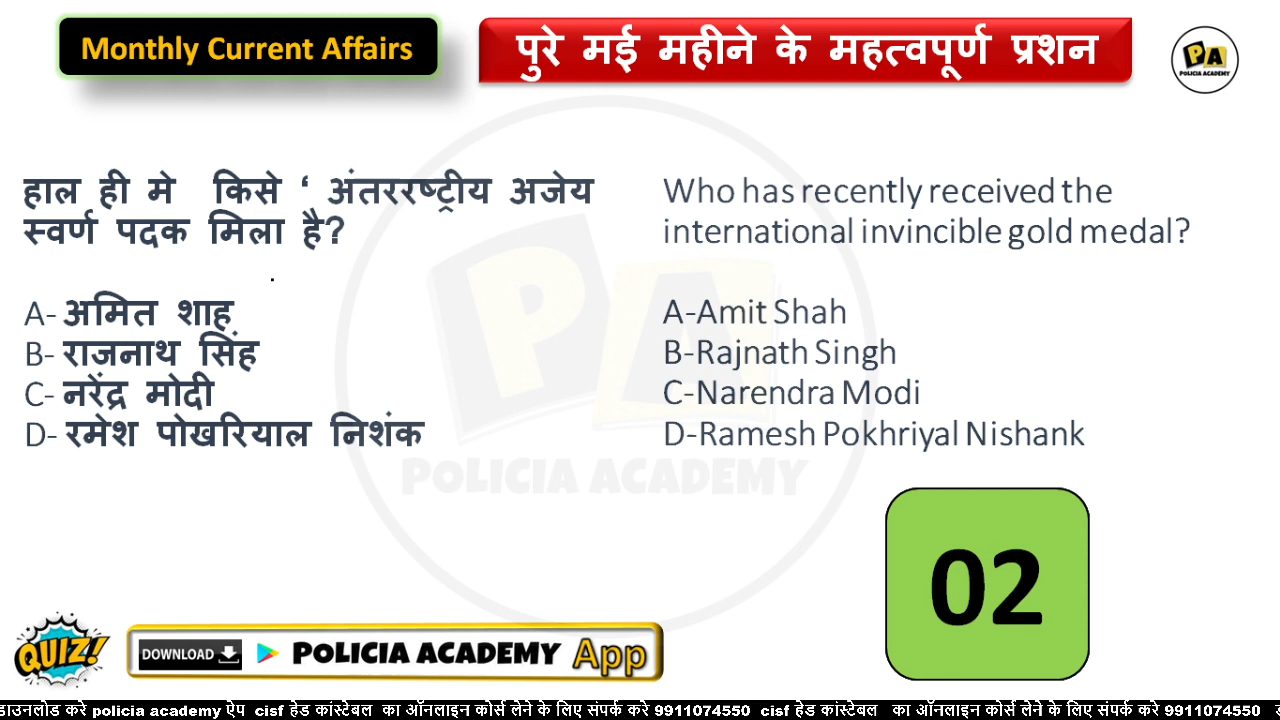 Monthly Current Affairs
पुरे मई महीने के महत्वपूर्ण प्रशन
PA
POLICIA ACADEMY
हाल ही मे किसे ‘ अंतररष्ट्रीय अजेय
स्वर्ण पदक मिला है?
A- अमित शाह
B- राजनाथ सिंह
C- नरेंद्र मोदी
D- रमेश पोखरियाल निशंक
Who has recently received the
international invincible gold medal?
A-Amit Shah
B-Rajnath Singh
C-Narendra Modi
D-Ramesh Pokhriyal Nishank
PA
POLICIA ACADEMY
02
QUIZ!
DOWNLOAD POLICIA ACADEMY App
डाउनलोड करे policia academy ऐप cisf हेड कांस्टेबल का ऑनलाइन कोर्स लेने के लिए संपर्क करे 9911074550 cisf हेड कांस्टेबल का ऑनलाइन कोर्स लेने के लिए संपर्क करे 9911074550